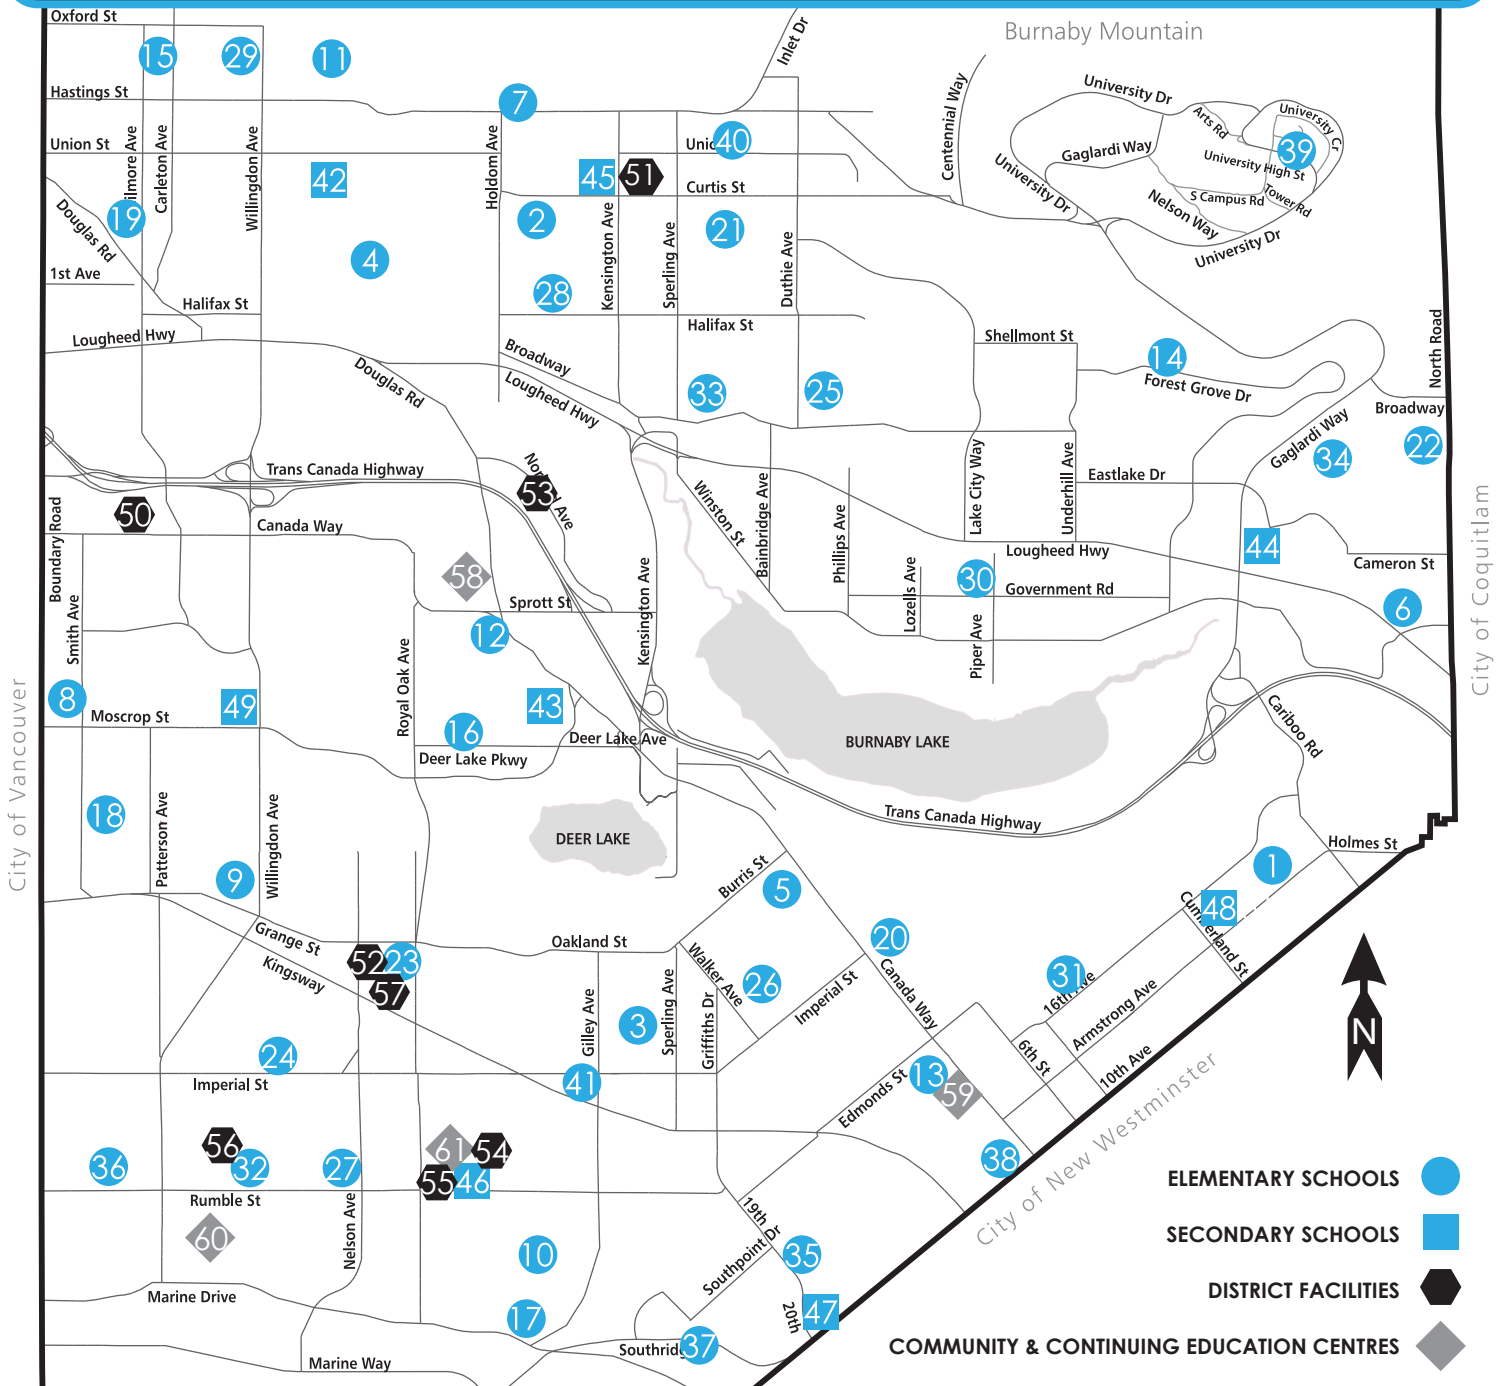 Oxford St
Burnaby Mountain
Inlet Dr
15
29
11
Hastings St
7
Centennial Way
University Dr
Arts Rd
University Cr
Union St
ilmore Ave
Carleton Ave
Willingdon Ave
42
Holdom Ave
45
51
Unio
40
Curtis St
Gaglardi Way
University High St
39
University Dr
S Campus Rd
Tower Rd
Nelson Way
University Dr
19
Douglas Rd
4
2
28
Kensington Ave
Sperling Ave
21
Duthie Ave
1st Ave
Halifax St
Lougheed Hwy
Halifax St
Shellmont St
North Road
Douglas Rd
Broadway
Lougheed Hwy
33
25
14
Forest Grove Dr
Broadway
Gaglardi Way
34
22
Trans Canada Highway
53
Winston St
Bainbridge Ave
Phillips Ave
Lake City Way
Underhill Ave
Eastlake Dr
50
Boundary Road
Canada Way
58
Lougheed Hwy
44
Cameron St
City of Coquitlam
Smith Ave
Royal Oak Ave
Sprott St
12
Kensington Ave
Lozells Ave
30
Government Rd
Piper Ave
6
City of Vancouver
8
Moscrop St
49
16
43
Deer Lake Ave
Deer Lake Pkwy
BURNABY LAKE
Cariboo Rd
18
Patterson Ave
Willingdon Ave
9
DEER LAKE
Trans Canada Highway
Holmes St
Burris St
5
1
48
Cumberland St
Grange St
Kingsway
52
23
57
Oakland St
Walker Ave
26
20
Canada Way
Imperial St
31
16th Ave
Armstrong Ave
Gilley Ave
3
Sperling Ave
Griffiths Dr
6th St
10th Ave
N
24
Imperial St
41
13
59
Edmonds St
City of New Westminster
36
56
32
27
61
54
55
46
38
Rumble St
60
Nelson Ave
10
19th
Southpoint Dr
35
20th
47
Marine Drive
17
Southridg
37
Marine Way
ELEMENTARY SCHOOLS
SECONDARY SCHOOLS
DISTRICT FACILITIES
COMMUNITY & CONTINUING EDUCATION CENTRES